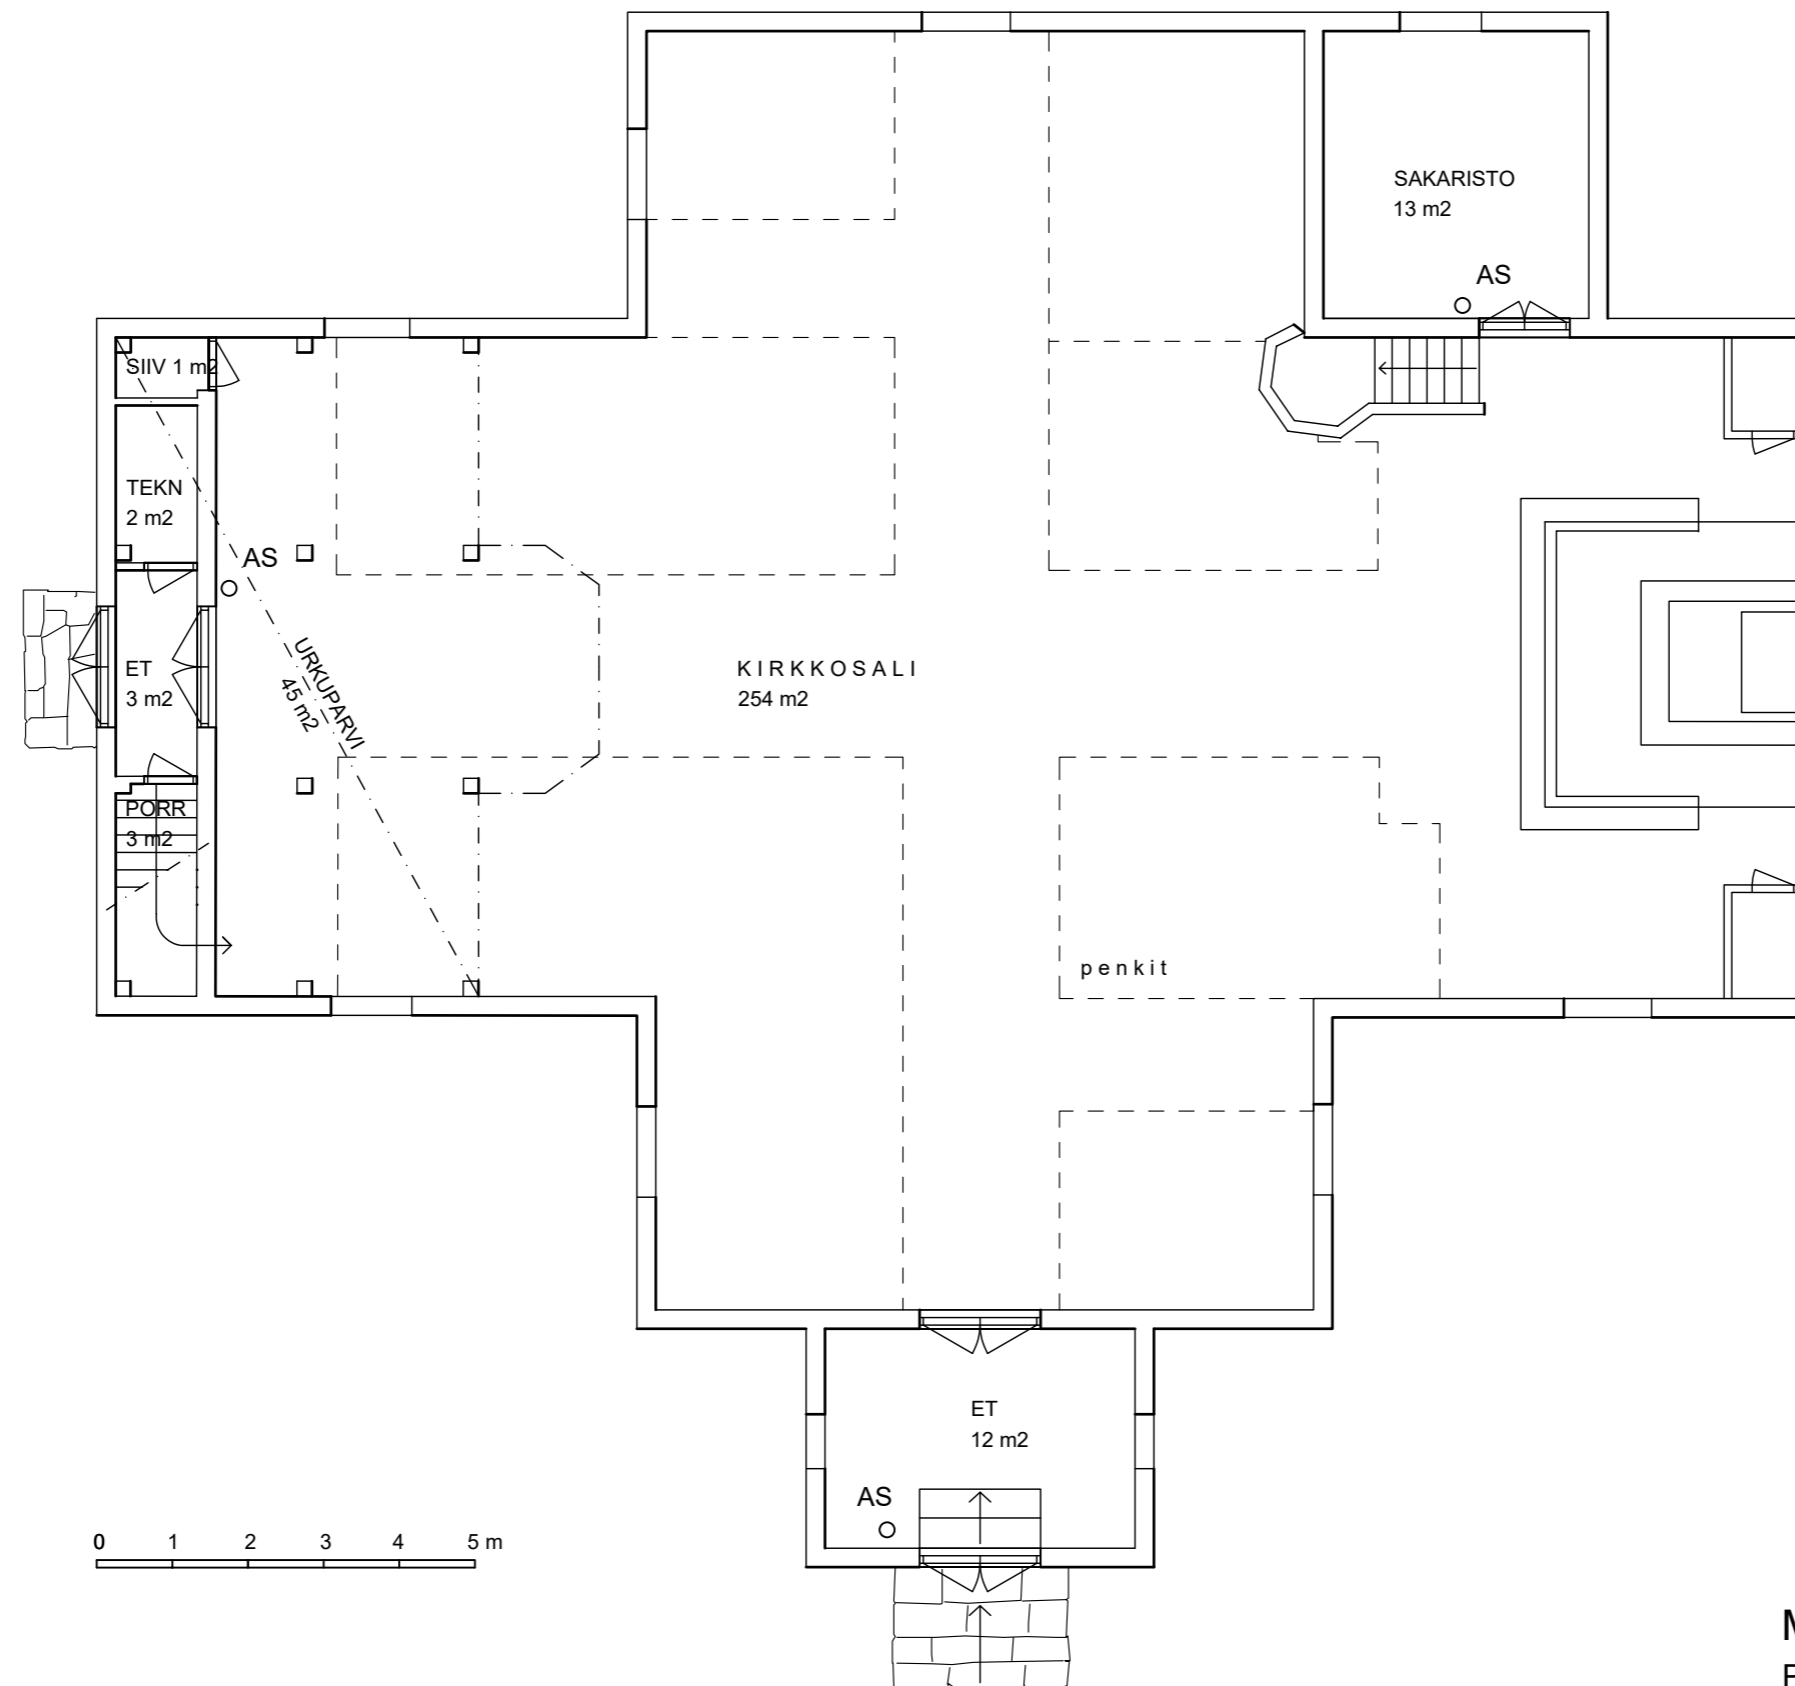 SAKARISTO
13 m2
AS
SIIV 1 m2
TEKN
2 m2
AS
ET
3 m2
URKUPARVI
45 m2
KIRKKOSALI
254 m2
PORR
3 m2
penkit
ET
12 m2
AS
0 1 2 3 4 5 m